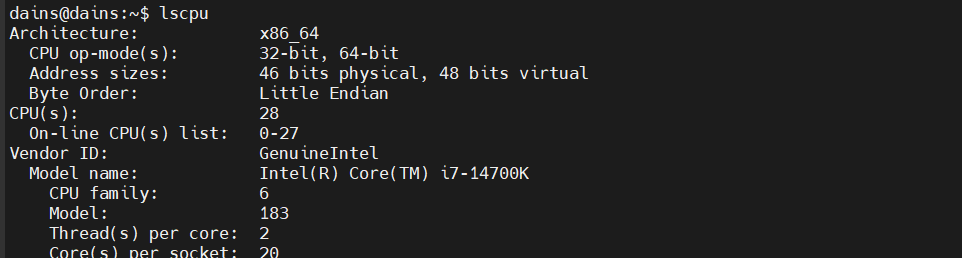 dains@dains:~$ lscpu
Architecture:            x86_64
  CPU op-mode(s):        32-bit, 64-bit
  Address sizes:         46 bits physical, 48 bits virtual
  Byte Order:            Little Endian
CPU(s):                  28
  On-line CPU(s) list:   0-27
Vendor ID:               GenuineIntel
  Model name:            Intel(R) Core(TM) i7-14700K
    CPU family:          6
    Model:               183
    Thread(s) per core:  2
    Core(s) per socket:  20